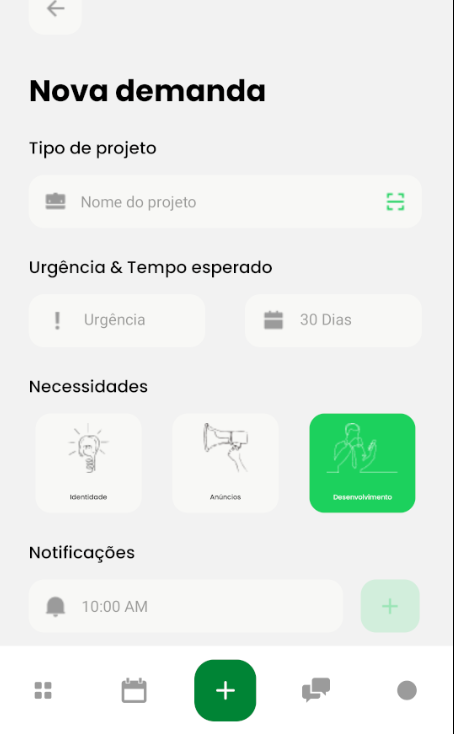 Nova demanda
Tipo de projeto
Nome do projeto
Urgência & Tempo esperado
Urgência
30 Dias
Necessidades
Identidade
Anúncios
Desenvolvimento
Notificações
10:00 AM